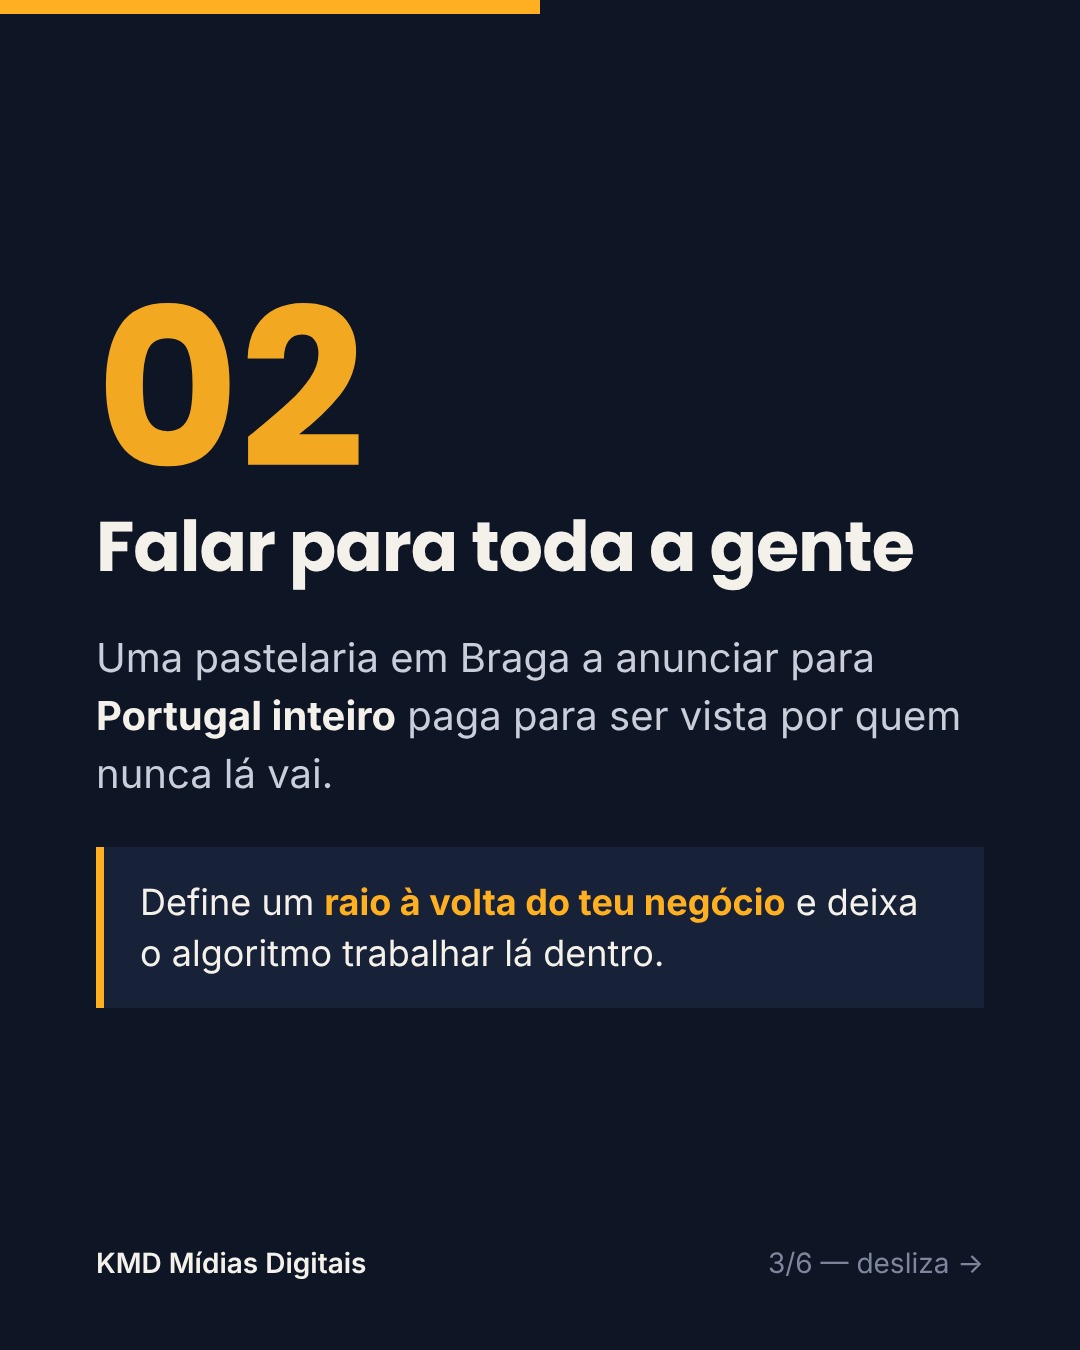 02
Falar para toda a gente
Uma pastelaria em Braga a anunciar para
Portugal inteiro paga para ser vista por quem
nunca lá vai.
Define um raio à volta do teu negócio e deixa
o algoritmo trabalhar lá dentro.
KMD Mídias Digitais
3/6 — desliza →